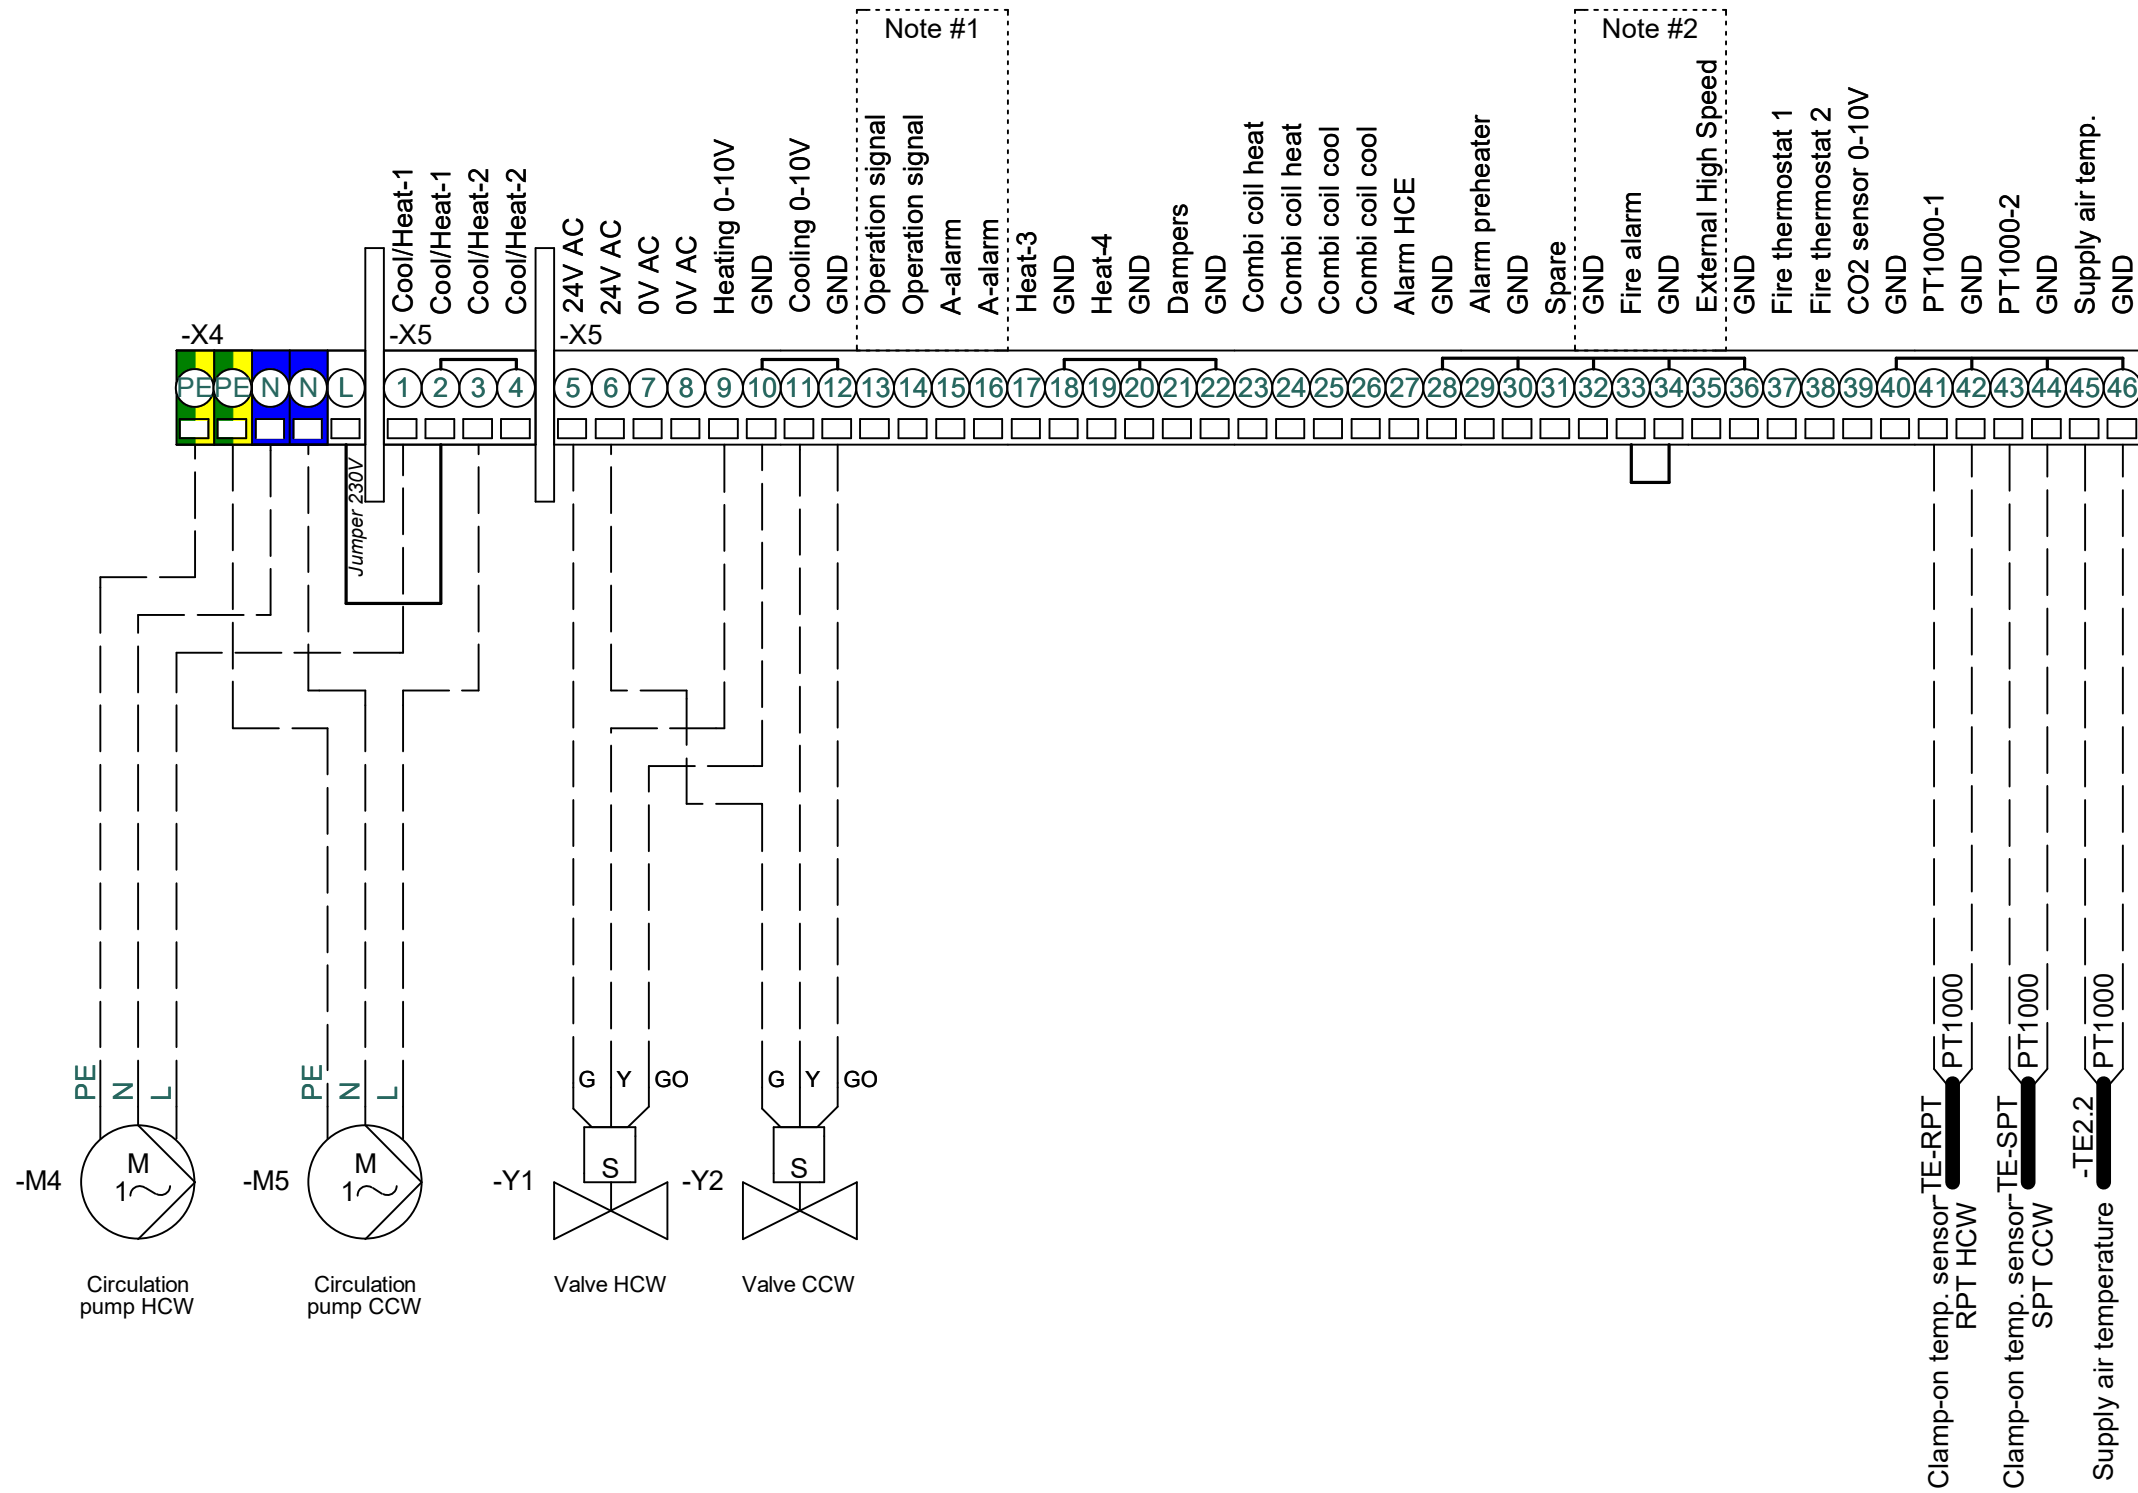 Note #1
Note #2
Cool/Heat-1
Cool/Heat-1
Cool/Heat-2
Cool/Heat-2
24V AC
24V AC
0V AC
0V AC
Heating 0-10V
GND
Cooling 0-10V
GND
Operation signal
Operation signal
A-alarm
A-alarm
Heat-3
GND
Heat-4
GND
Dampers
GND
Combi coil heat
Combi coil heat
Combi coil cool
Combi coil cool
Alarm HCE
GND
Alarm preheater
GND
Spare
GND
Fire alarm
GND
External High Speed
GND
Fire thermostat 1
Fire thermostat 2
CO2 sensor 0-10V
GND
PT1000-1
GND
PT1000-2
GND
Supply air temp.
GND
-X4
-X5
-X5
PE PE N N L 1 2 3 4 5 6 7 8 9 10 11 12 13 14 15 16 17 18 19 20 21 22 23 24 25 26 27 28 29 30 31 32 33 34 35 36 37 38 39 40 41 42 43 44 45 46
Jumper 230V
PE
N
L
PE
N
L
G Y GO
G Y GO
PT1000
PT1000
PT1000
-M4
M
1
-M5
M
1
-Y1
S
-Y2
S
-TE-RPT
-TE-SPT
-TE2.2
Circulation
pump HCW
Circulation
pump CCW
Valve HCW
Valve CCW
Clamp-on temp. sensor
RPT HCW
Clamp-on temp. sensor
SPT CCW
Supply air temperature